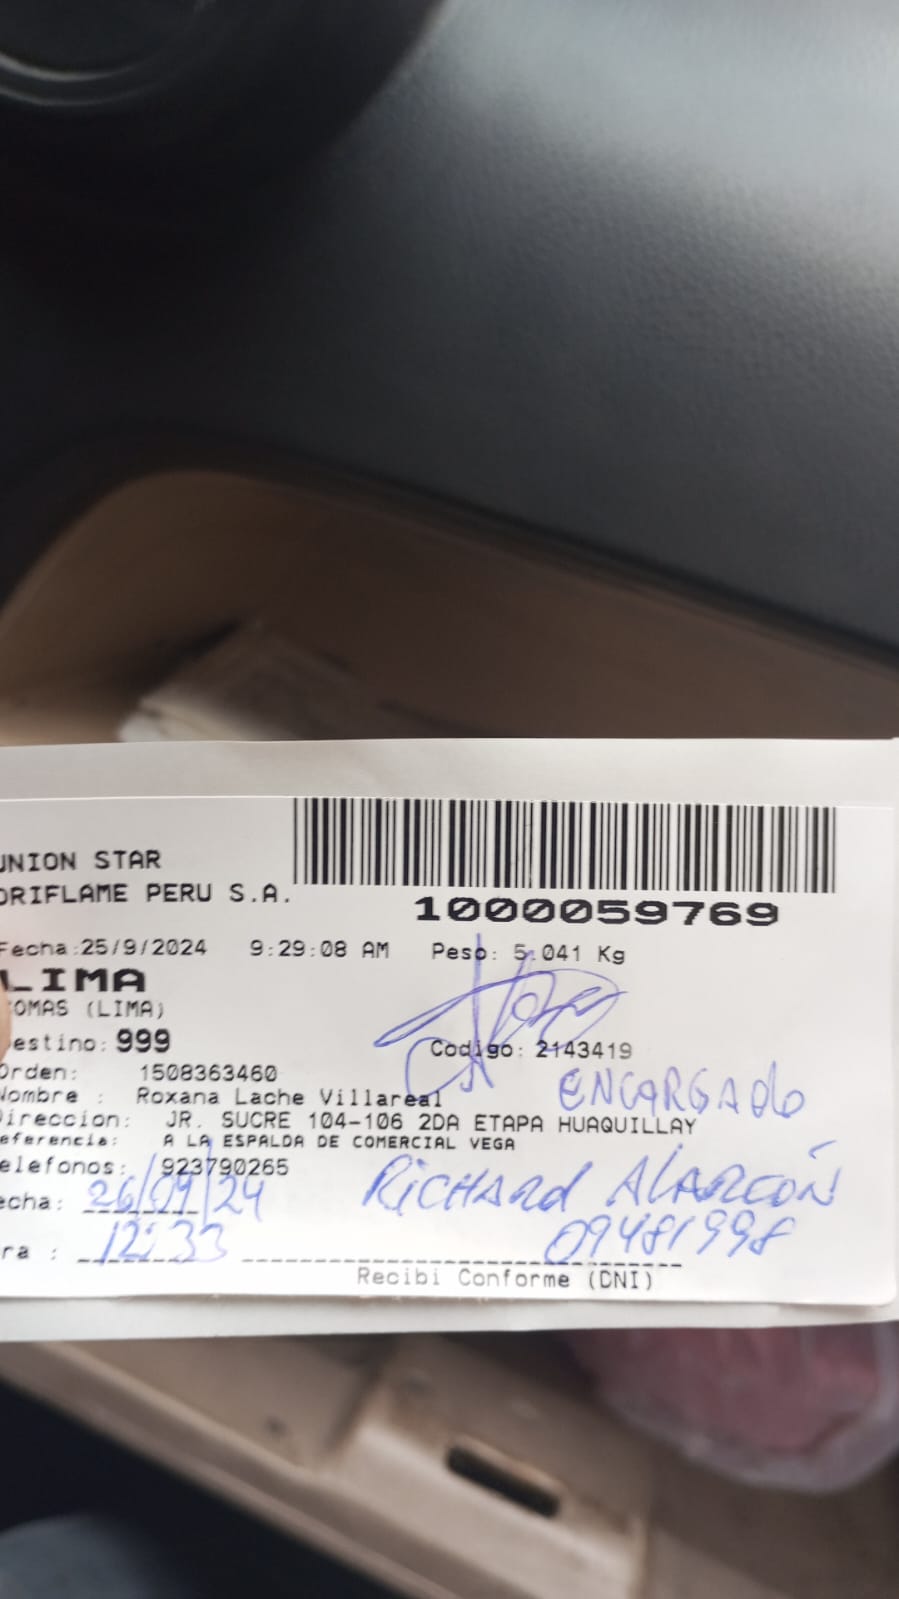 UNION STAR
ORIFLAME PERU S.A.
1000059769
Fecha:25/9/2024 9:29:08 AM Peso: 5.041 Kg
LIMA
COMAS (LIMA)
estino: 999
Codigo: 2143419
Orden: 1508363460
ENCARGADO
Nombre : Roxana Lache Villareal
Direccion: JR. SUCRE 104-106 2DA ETAPA HUAQUILLAY
eferencia: A LA ESPALDA DE COMERCIAL VEGA
elefonos: 923790265
echa: 26/09/24 RICHARD ALARCÓN
ra : 12:33 09481998
Recibi Conforme (DNI)